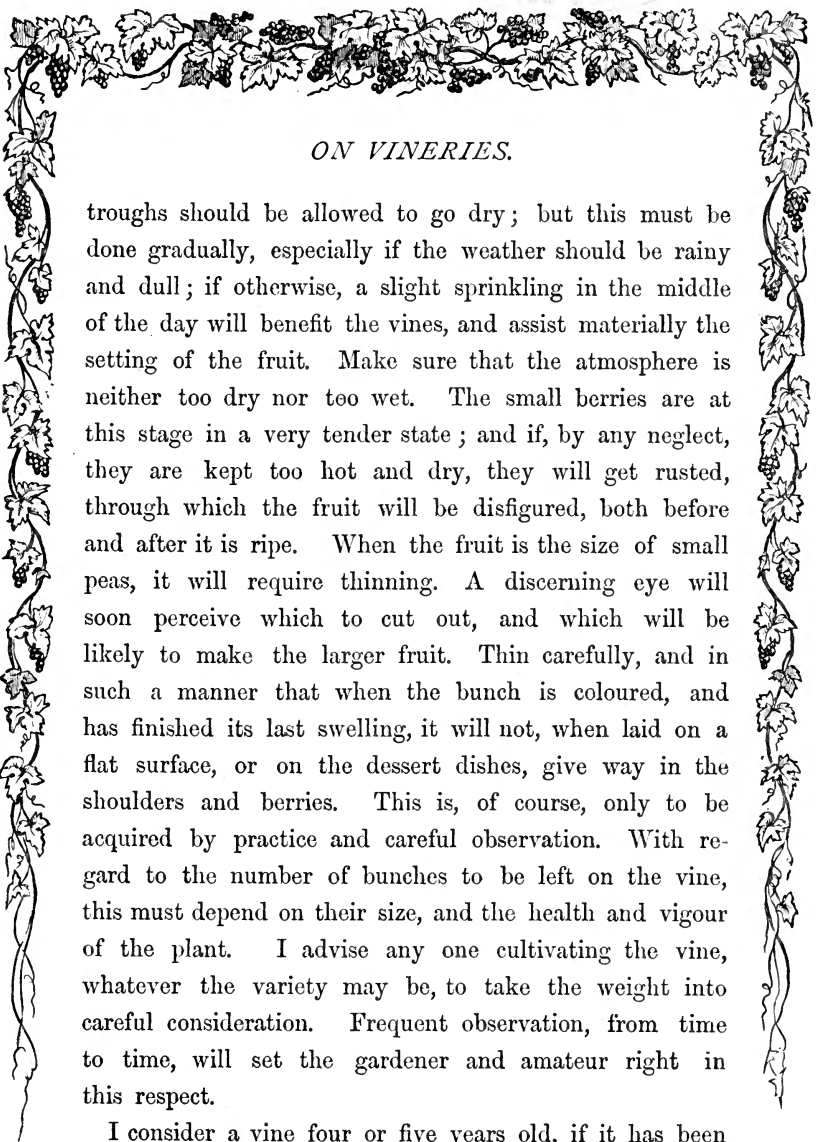 ON VINERIES.
troughs should be allowed to go dry; but this must be
done gradually, especially if the weather should be rainy
and dull; if otherwise, a slight sprinkling in the middle
of the day will benefit the vines, and assist materially the
setting of the fruit. Make sure that the atmosphere is
neither too dry nor too wet. The small berries are at
this stage in a very tender state; and if, by any neglect,
they are kept too hot and dry, they will get rusted,
through which the fruit will be disfigured, both before
and after it is ripe. When the fruit is the size of small
peas, it will require thinning. A discerning eye will
soon perceive which to cut out, and which will be
likely to make the larger fruit. Thin carefully, and in
such a manner that when the bunch is coloured, and
has finished its last swelling, it will not, when laid on a
flat surface, or on the dessert dishes, give way in the
shoulders and berries. This is, of course, only to be
acquired by practice and careful observation. With re-
gard to the number of bunches to be left on the vine,
this must depend on their size, and the health and vigour
of the plant. I advise any one cultivating the vine,
whatever the variety may be, to take the weight into
careful consideration. Frequent observation, from time
to time, will set the gardener and amateur right in
this respect.
I consider a vine four or five years old, if it has been